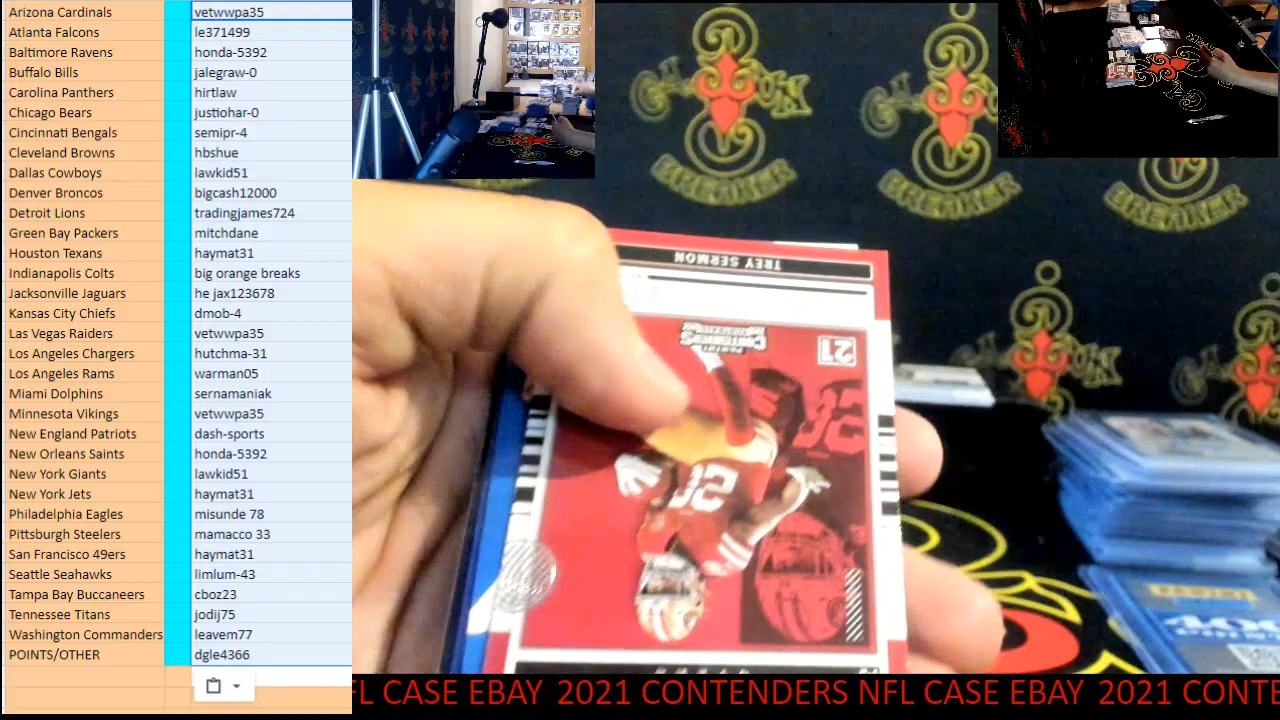 Arizona Cardinals vetwwpa35
Atlanta Falcons le371499
Baltimore Ravens honda-5392
Buffalo Bills jalegraw-0
Carolina Panthers hirtlaw
Chicago Bears justiohar-0
Cincinnati Bengals semipr-4
Cleveland Browns hbshue
Dallas Cowboys lawkid51
Denver Broncos bigcash12000
Detroit Lions tradingjames724
Green Bay Packers mitchdane
Houston Texans haymat31
Indianapolis Colts big orange breaks
Jacksonville Jaguars he jax123678
Kansas City Chiefs dmob-4
Las Vegas Raiders vetwwpa35
Los Angeles Chargers hutchma-31
Los Angeles Rams warman05
Miami Dolphins sernamaniak
Minnesota Vikings vetwwpa35
New England Patriots dash-sports
New Orleans Saints honda-5392
New York Giants lawkid51
New York Jets haymat31
Philadelphia Eagles misunde 78
Pittsburgh Steelers mamacco 33
San Francisco 49ers haymat31
Seattle Seahawks limlum-43
Tampa Bay Buccaneers cboz23
Tennessee Titans jodij75
Washington Commanders leavem77
POINTS/OTHER dgle4366
BREAKER
BREAKER
BREAKER
TREY SERMON
PANINI
CONTENDERS
21
FL CASE EBAY 2021 CONTENDERS NFL CASE EBAY 2021 CONTE